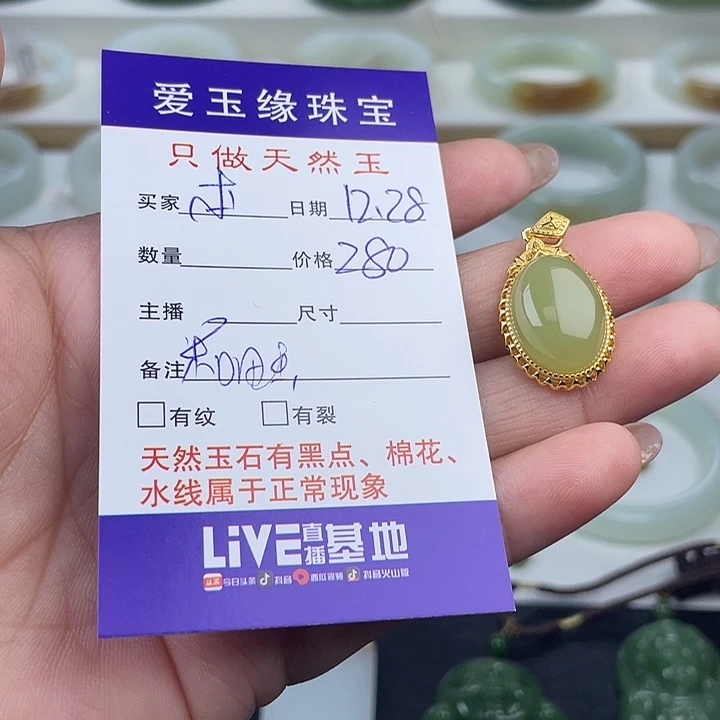 爱玉缘珠宝
只做天然玉
买家 日期 12.28
数量 价格 280
主播 尺寸
备注
有纹 有裂
天然玉石有黑点、棉花、
水线属于正常现象
LiVE直播基地
头条 今日头条 抖音 西瓜视频 抖音火山版